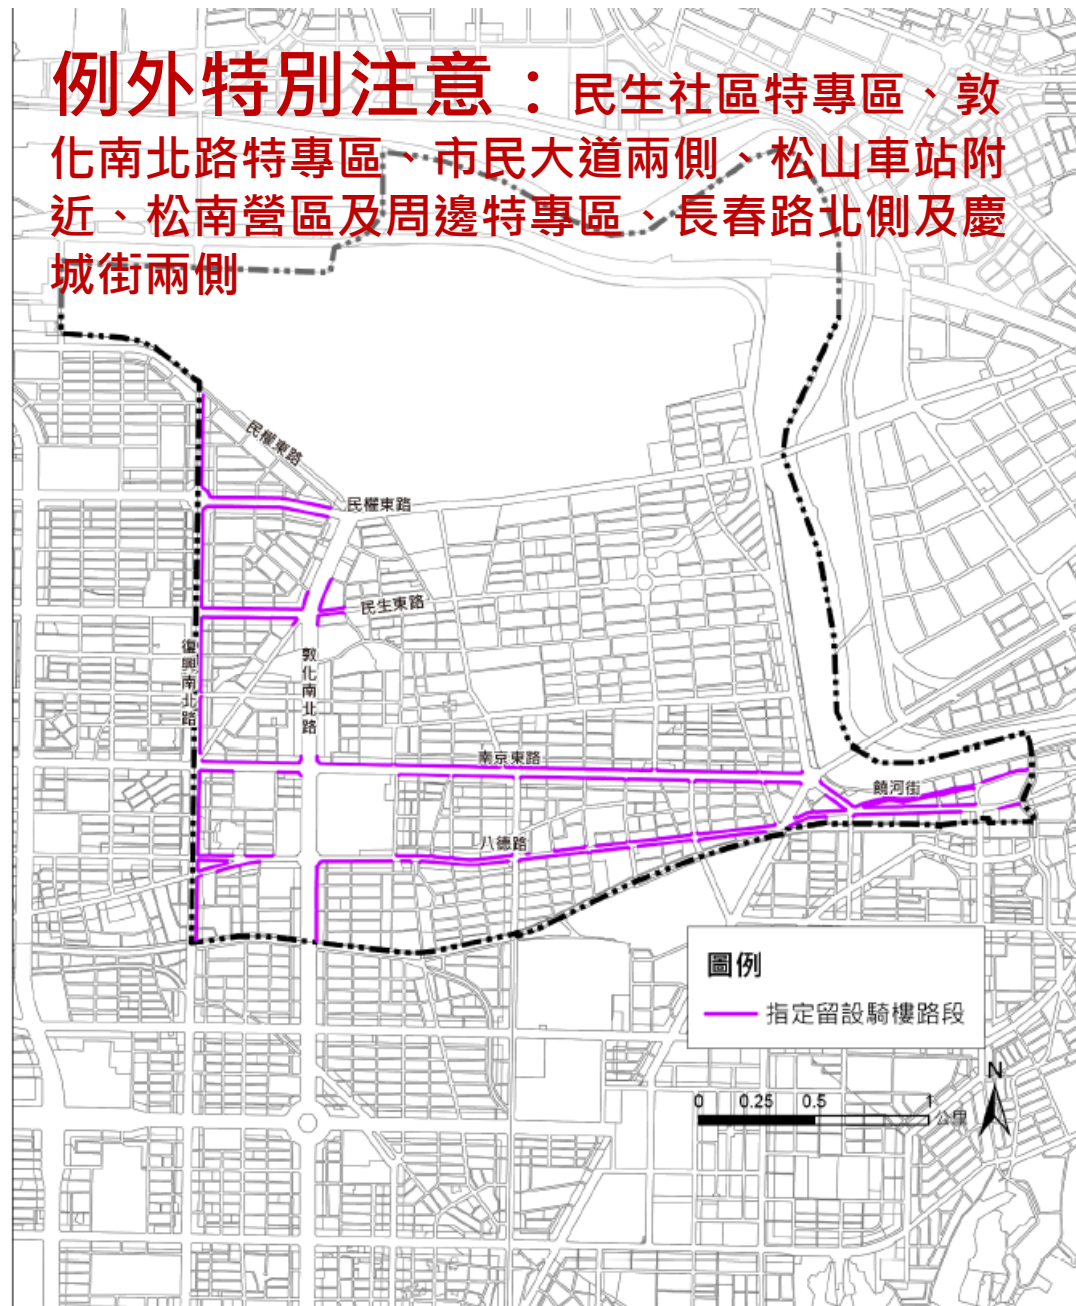 例外特別注意：民生社區特專區、敦
化南北路特專區、市民大道兩側、松山車站附
近、松南營區及周邊特專區、長春路北側及慶
城街兩側
民權東路
民權東路
民生東路
復興南北路
敦化南北路
南京東路
饒河街
八德路
圖例
指定留設騎樓路段
N
0 0.25 0.5 1
公里